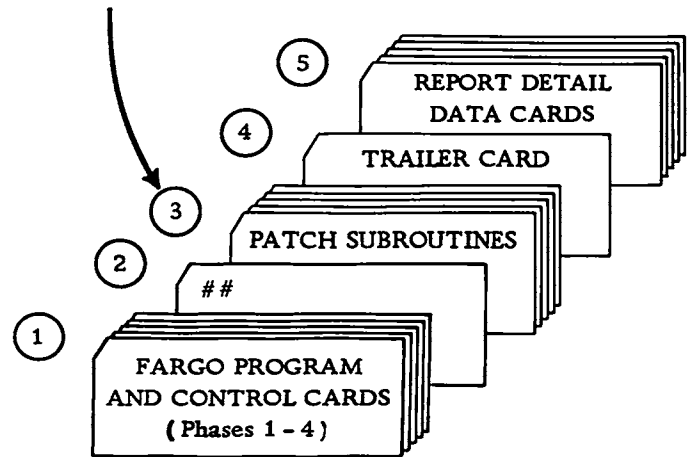 5
REPORT DETAIL
DATA CARDS
4
TRAILER CARD
3
PATCH SUBROUTINES
2
##
1
FARGO PROGRAM
AND CONTROL CARDS
(Phases 1-4)